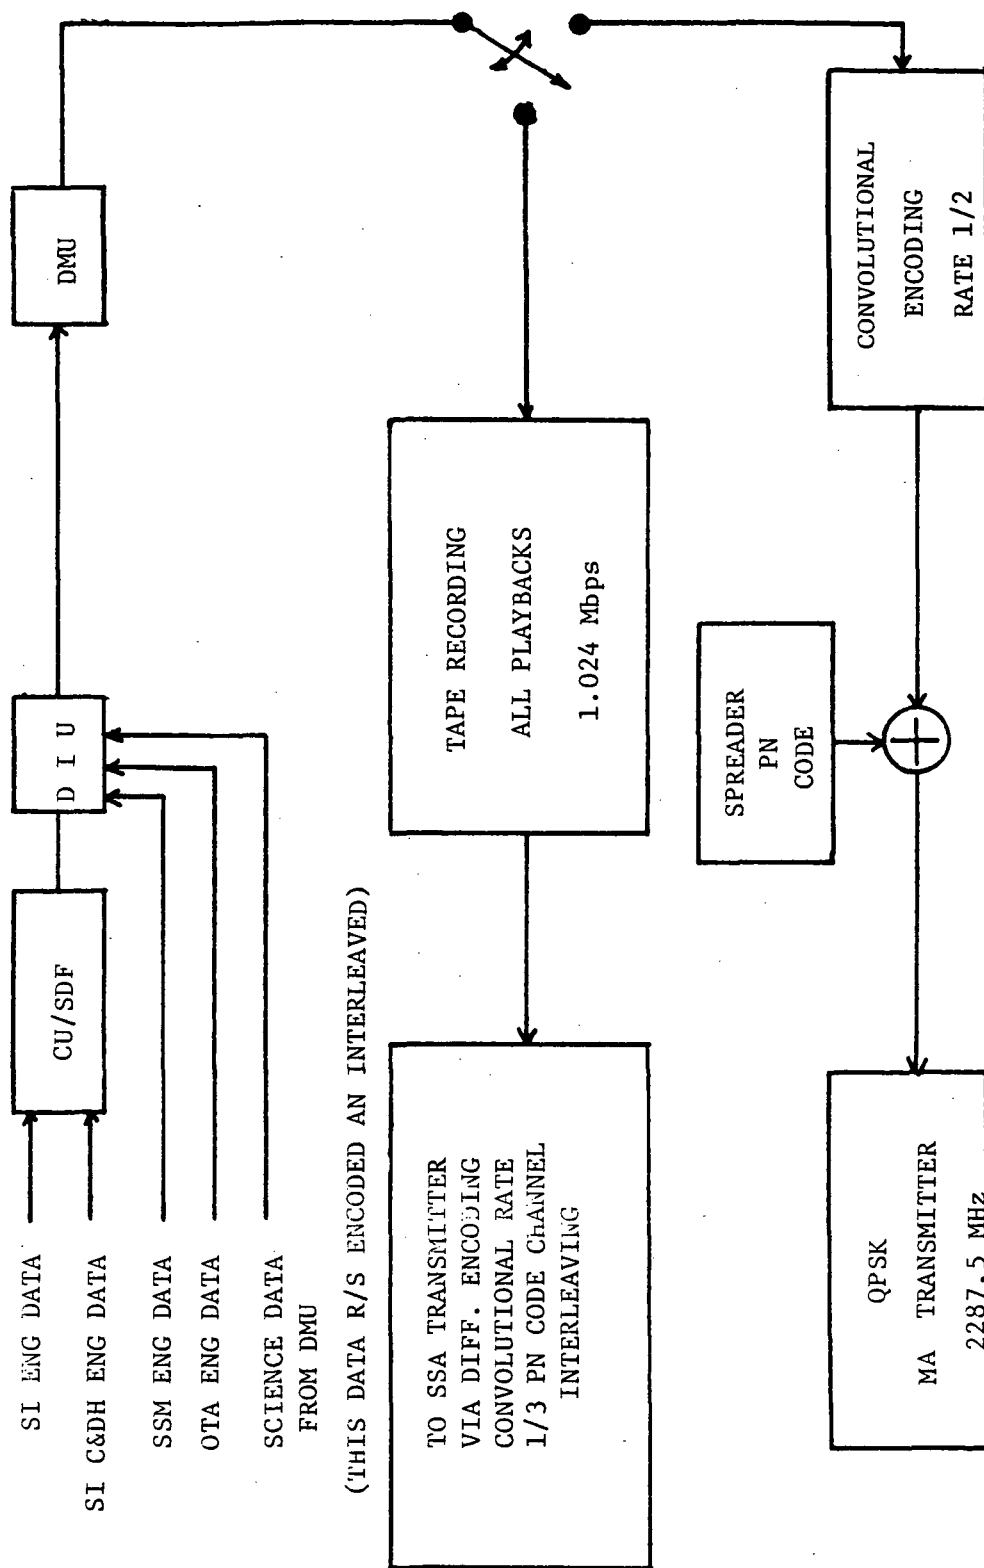 SI ENG DATA
SI C&DH ENG DATA
SSM ENG DATA
OTA ENG DATA
SCIENCE DATA
FROM DMU
(THIS DATA R/S ENCODED AN INTERLEAVED)
CU/SDF
D I U
DMU
TO SSA TRANSMITTER
VIA DIFF. ENCODING
CONVOLUTIONAL RATE
1/3 PN CODE CHANNEL
INTERLEAVING
TAPE RECORDING
ALL PLAYBACKS
1.024 Mbps
QPSK
MA TRANSMITTER
2287.5 MHz
SPREADER
PN
CODE
CONVOLUTIONAL
ENCODING
RATE 1/2